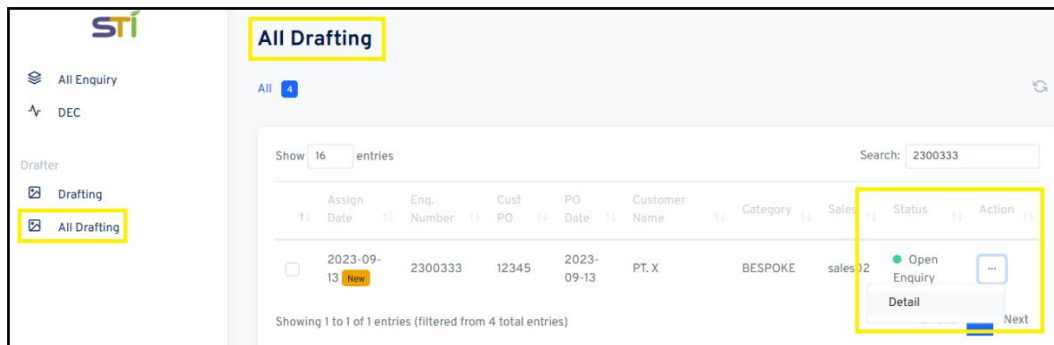 STI
All Drafting
All Enquiry
All 4
DEC
Show 16 entries
Search: 2300333
Drafter
Drafting
All Drafting
Assign Date
Enq. Number
Cust PO
PO Date
Customer Name
Category
Sales
Status
Action
2023-09-13 New
2300333
12345
2023-09-13
PT. X
BESPOKE
Open Enquiry
...
Detail
Showing 1 to 1 of 1 entries (filtered from 4 total entries)
Next